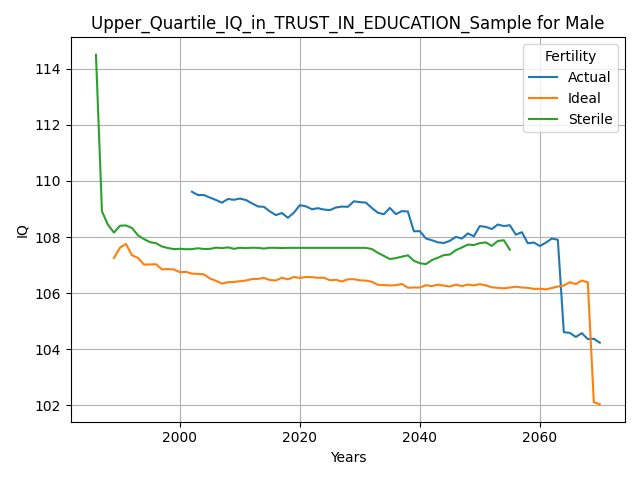 Upper_Quartile_IQ_in_TRUST_IN_EDUCATION_Sample for Male
Fertility
Actual
Ideal
Sterile
114
112
110
108
106
104
102
IQ
2000
2020
2040
2060
Years